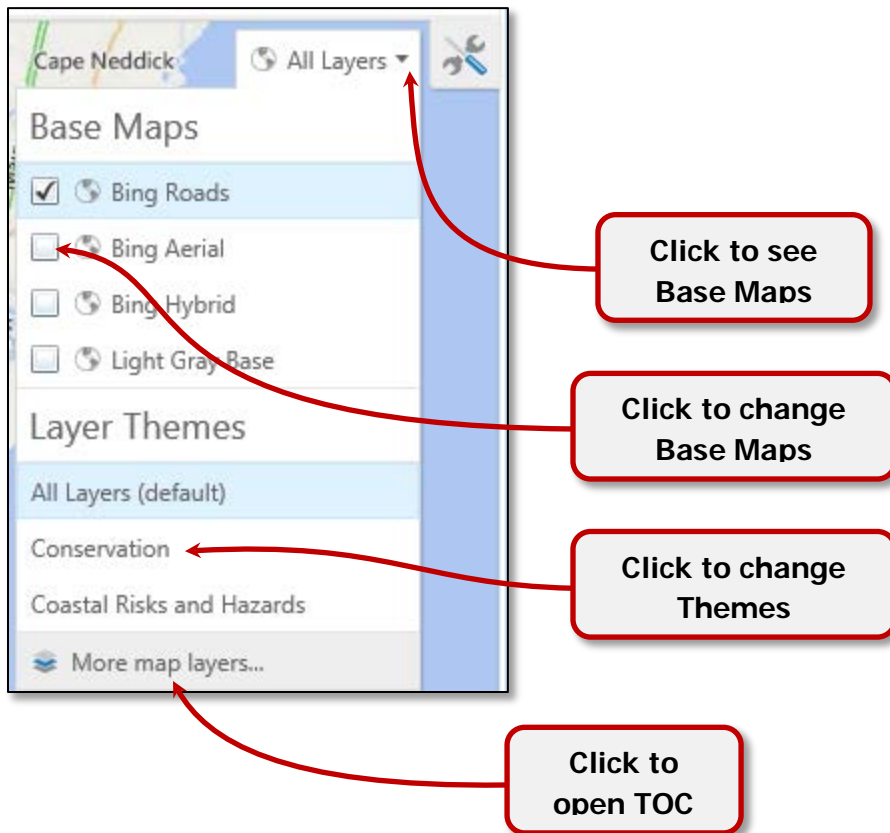 Cape Neddick
All Layers
Base Maps
Bing Roads
Bing Aerial
Bing Hybrid
Light Gray Base
Layer Themes
All Layers (default)
Conservation
Coastal Risks and Hazards
More map layers...
Click to see
Base Maps
Click to change
Base Maps
Click to change
Themes
Click to
open TOC